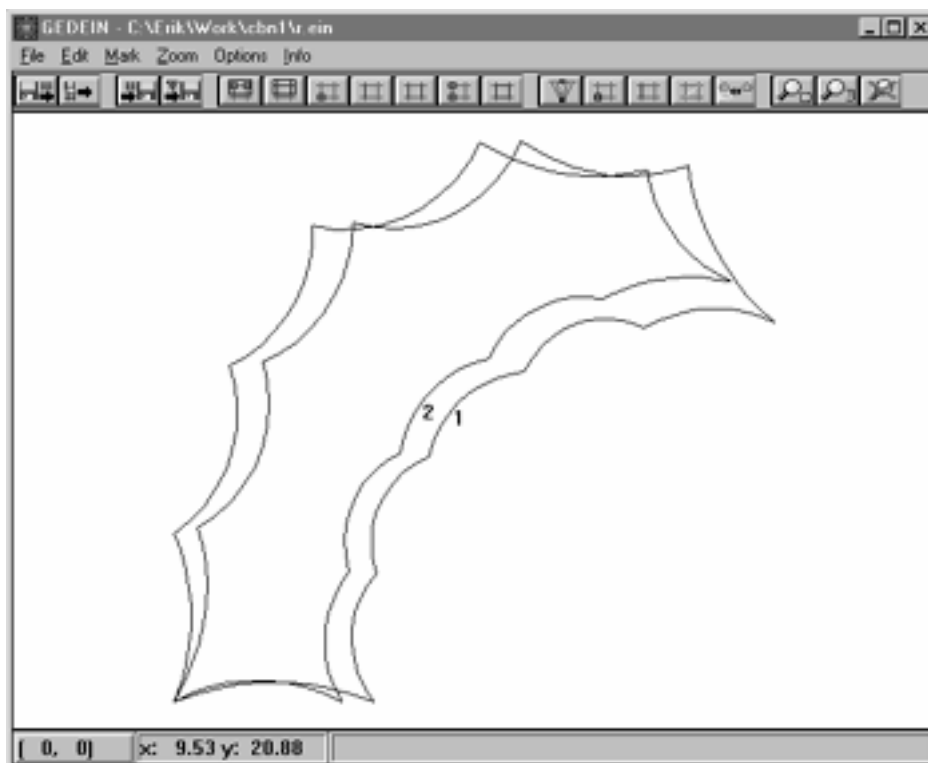 GEDEIN - C:\Erik\Work\cbn1\r.ein
File Edit Mark Zoom Options Info
2
1
( 0, 0) x: 9.53 y: 20.88